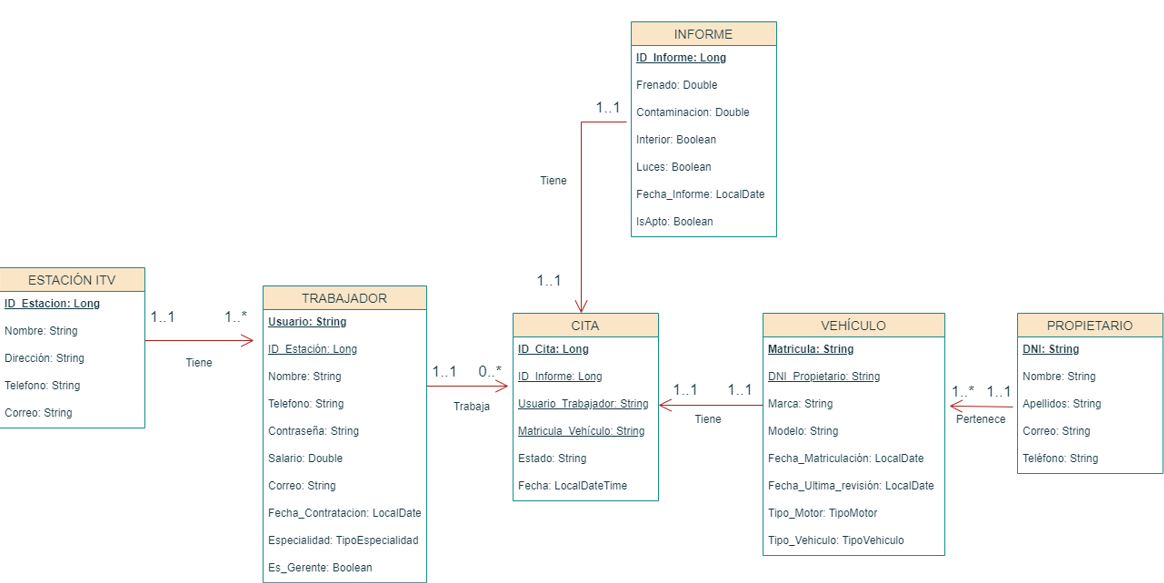 INFORME
ID_Informe: Long
Frenado: Double
Contaminacion: Double
Interior: Boolean
Luces: Boolean
Fecha_Informe: LocalDate
IsApto: Boolean
1..1
Tiene
1..1
ESTACIÓN ITV
ID_Estacion: Long
Nombre: String
Dirección: String
Telefono: String
Correo: String
1..1 1..*
Tiene
TRABAJADOR
Usuario: String
ID_Estación: Long
Nombre: String
Telefono: String
Contraseña: String
Salario: Double
Correo: String
Fecha_Contratacion: LocalDate
Especialidad: TipoEspecialidad
Es_Gerente: Boolean
1..1 0..*
Trabaja
CITA
ID_Cita: Long
ID_Informe: Long
Usuario_Trabajador: String
Matricula_Vehículo: String
Estado: String
Fecha: LocalDateTime
1..1 1..1
Tiene
VEHÍCULO
Matricula: String
DNI_Propietario: String
Marca: String
Modelo: String
Fecha_Matriculación: LocalDate
Fecha_Ultima_revisión: LocalDate
Tipo_Motor: TipoMotor
Tipo_Vehiculo: TipoVehiculo
1..* 1..1
Pertenece
PROPIETARIO
DNI: String
Nombre: String
Apellidos: String
Correo: String
Teléfono: String